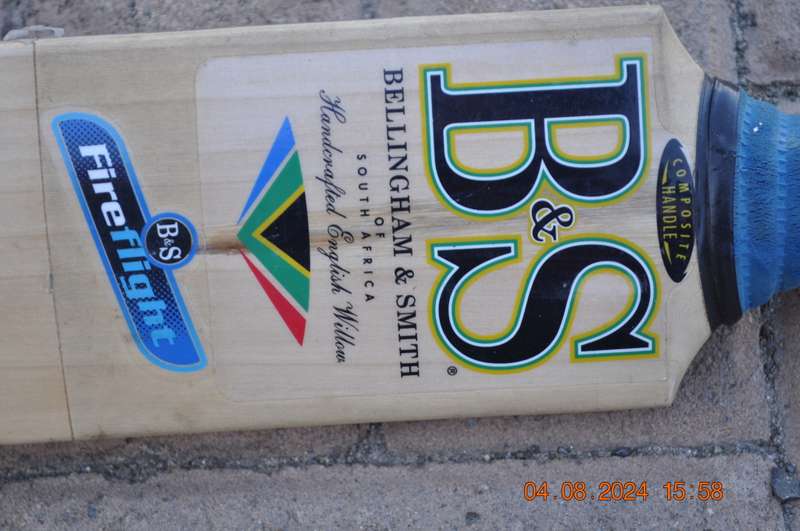 COMPOSITE
HANDLE
B&S
®
BELLINGHAM & SMITH
OF
SOUTH AFRICA
Handcrafted English Willow
B&S
Fireflight
04.08.2024 15:58